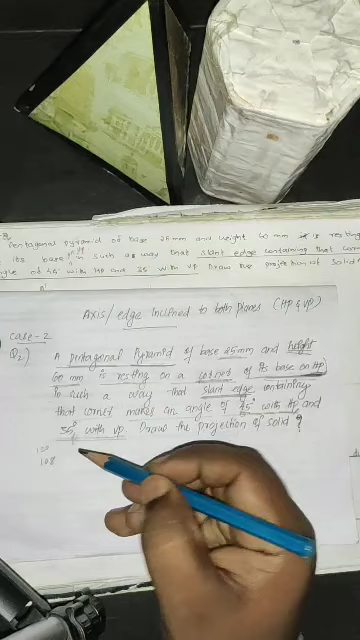 Pentagonal pyramid of base 25mm and height 60 mm is resting
base in such a way that slant edge containing that corn
angle of 45° with HP and 35 with VP Draw the projection of Solid
Axis/edge Inclined to both planes (HP & VP)
Case-2
Q2) A pentagonal Pyramid of base 25mm and height
60 mm is resting on a corner of its base on HP
in such a way that slant edge containing
that corner makes an angle of 45° with HP and
35° with VP. Draw the projection of solid?
108